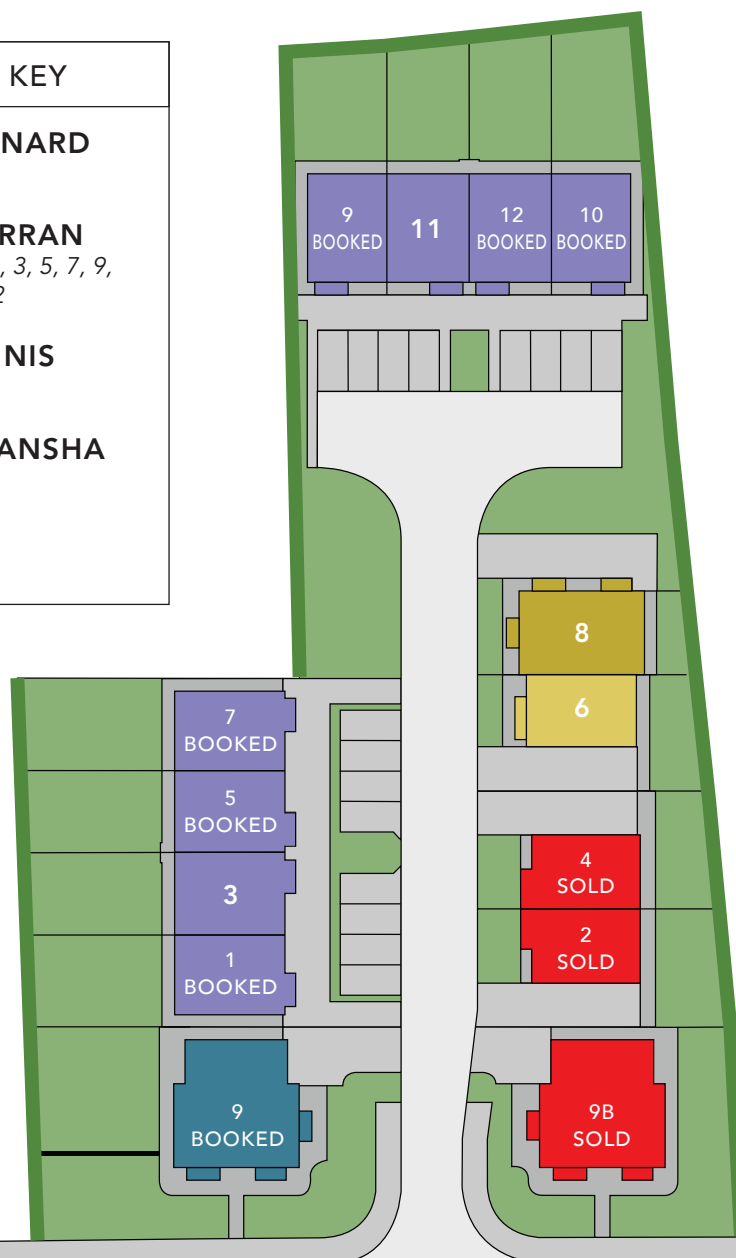 KEY
NARD
RRAN
, 3, 5, 7, 9,
2
NIS
ANSHA
9
BOOKED
11
12
BOOKED
10
BOOKED
8
6
7
BOOKED
5
BOOKED
3
1
BOOKED
4
SOLD
2
SOLD
9
BOOKED
9B
SOLD